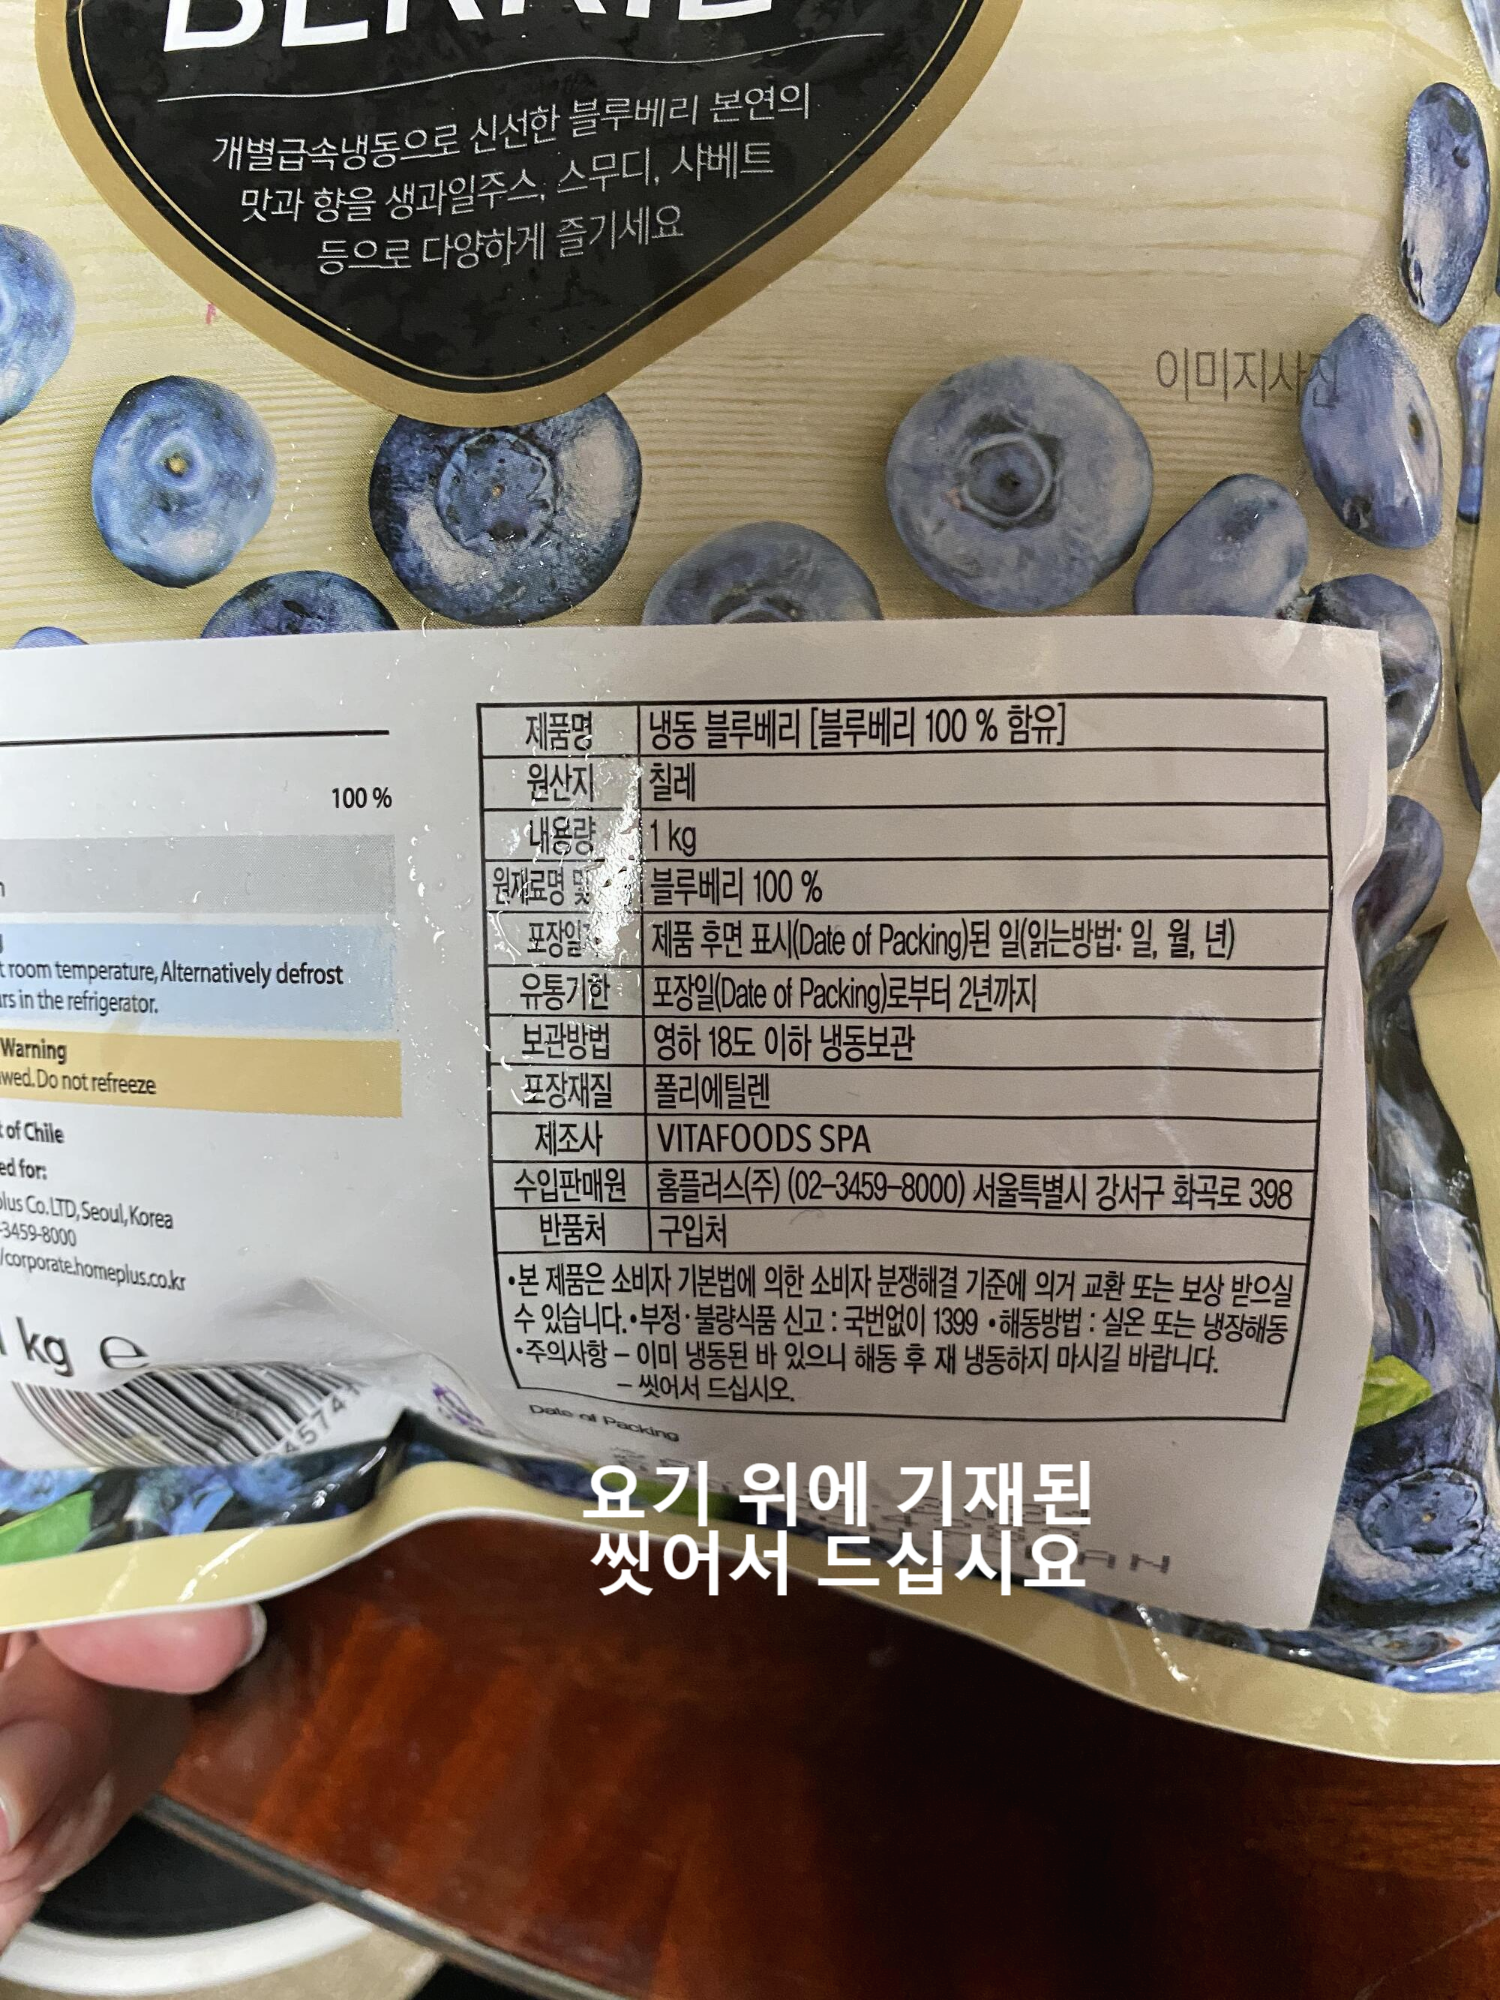 개별급속냉동으로 신선한 블루베리 본연의
맛과 향을 생과일주스, 스무디, 샤베트
등으로 다양하게 즐기세요
이미지사진
100 %
room temperature, Alternatively defrost
in the refrigerator.
Warning
Do not refreeze
of Chile
for:
Co. LTD, Seoul, Korea
3459-8000
/corporate.homeplus.co.kr
kg e
제품명 냉동 블루베리 [블루베리 100 % 함유]
원산지 칠레
내용량 1 kg
원재료명 및 블루베리 100 %
포장일자 제품 후면 표시(Date of Packing)된 일(읽는방법: 일, 월, 년)
유통기한 포장일(Date of Packing)로부터 2년까지
보관방법 영하 18도 이하 냉동보관
포장재질 폴리에틸렌
제조사 VITAFOODS SPA
수입판매원 홈플러스(주) (02-3459-8000) 서울특별시 강서구 화곡로 398
반품처 구입처
•본 제품은 소비자 기본법에 의한 소비자 분쟁해결 기준에 의거 교환 또는 보상 받으실
수 있습니다.•부정·불량식품 신고 : 국번없이 1399 •해동방법 : 실온 또는 냉장해동
•주의사항 – 이미 냉동된 바 있으니 해동 후 재 냉동하지 마시길 바랍니다.
– 씻어서 드십시오.
Date of Packing
요기 위에 기재된
씻어서 드십시요